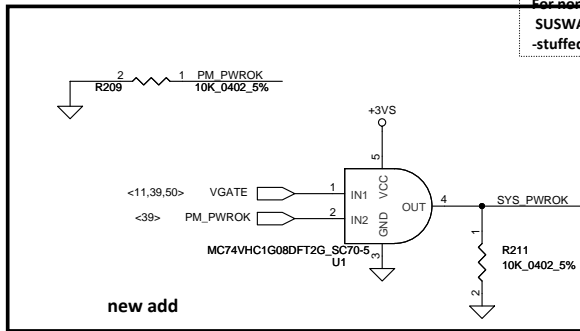 For non
SUSWA
-stuffed
2
1
PM_PWROK
R209
10K_0402_5%
+3VS
5
VCC
<11,39,50>
VGATE
1
IN1
OUT
4
SYS_PWROK
<39>
PM_PWROK
2
IN2
GND
3
1
R211
10K_0402_5%
2
MC74VHC1G08DFT2G_SC70-5
U1
new add